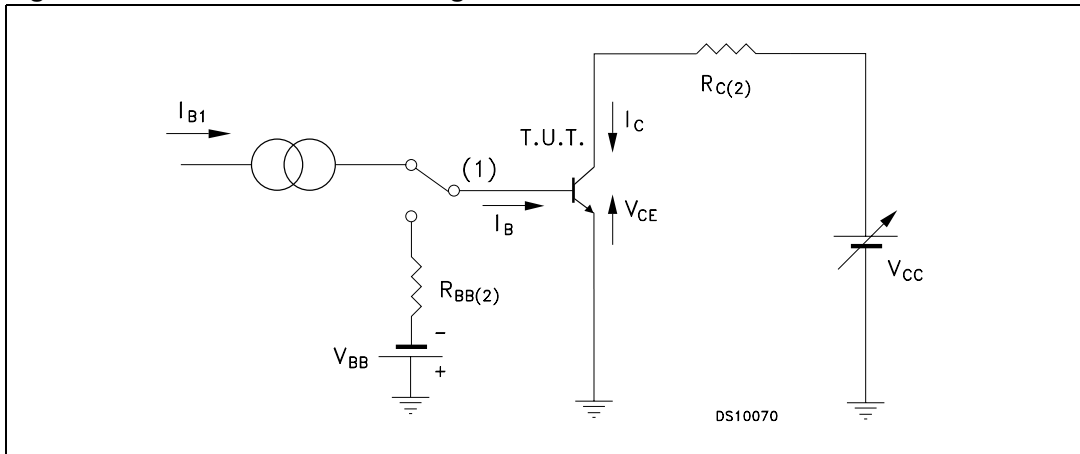 I_B1
R_C(2)
T.U.T.
I_C
(1)
I_B
V_CE
R_BB(2)
V_BB
-
+
V_CC
DS10070